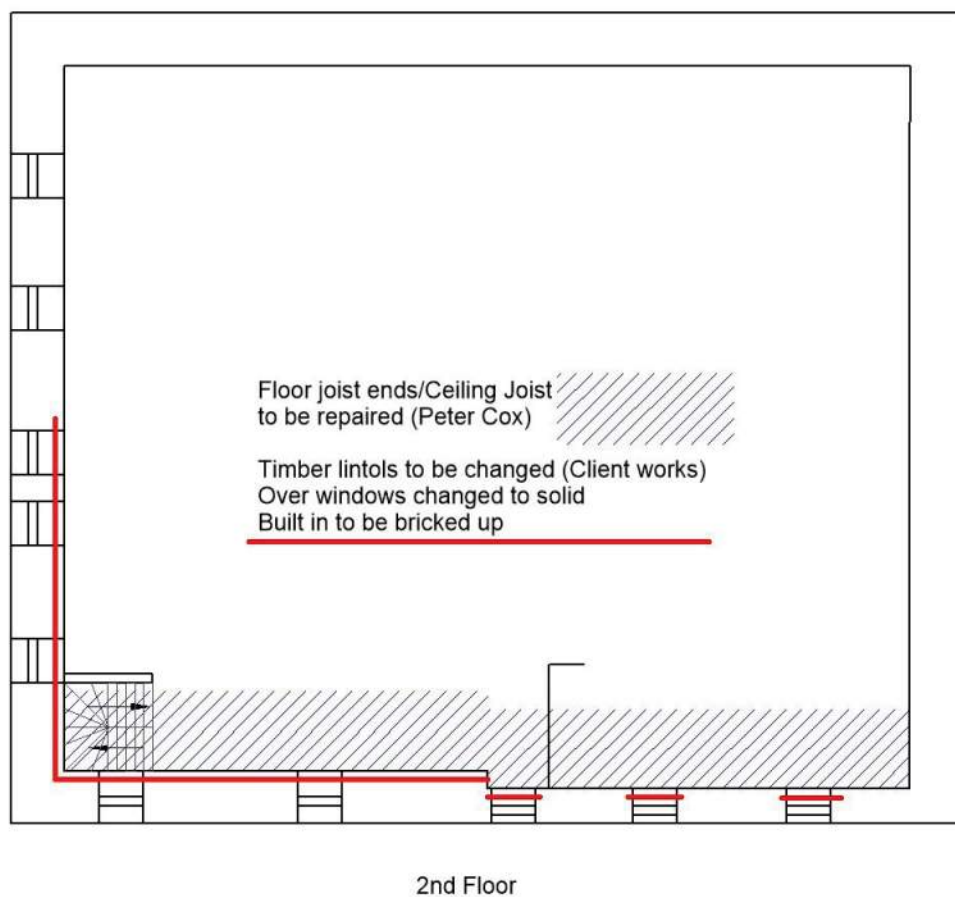 Floor joist ends/Ceiling Joist
to be repaired (Peter Cox)
Timber lintols to be changed (Client works)
Over windows changed to solid
Built in to be bricked up
2nd Floor